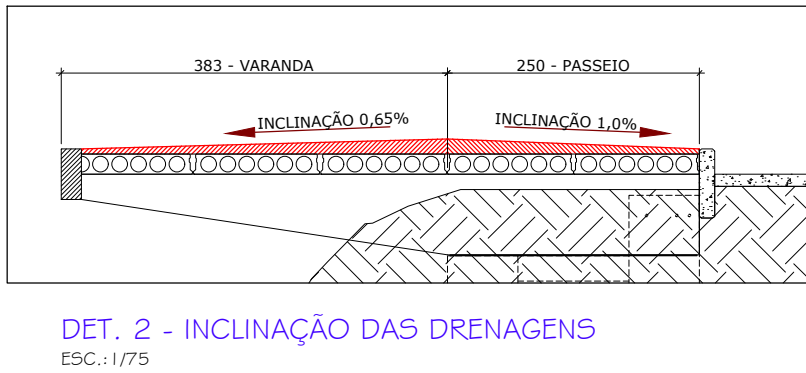 383 - VARANDA
250 - PASSEIO
INCLINAÇÃO 0,65%
INCLINAÇÃO 1,0%
DET. 2 - INCLINAÇÃO DAS DRENAGENS
ESC.: 1/75